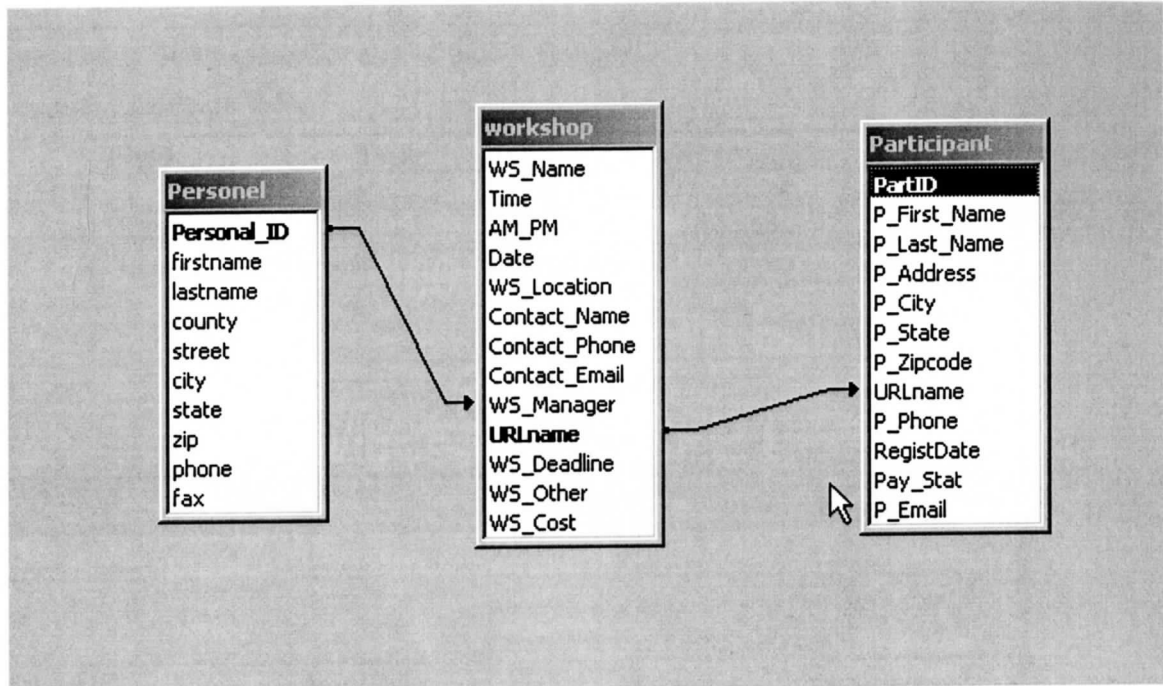 Personel
Personal_ID
firstname
lastname
county
street
city
state
zip
phone
fax
workshop
WS_Name
Time
AM_PM
Date
WS_Location
Contact_Name
Contact_Phone
Contact_Email
WS_Manager
URLname
WS_Deadline
WS_Other
WS_Cost
Participant
PartID
P_First_Name
P_Last_Name
P_Address
P_City
P_State
P_Zipcode
URLname
P_Phone
RegistDate
Pay_Stat
P_Email